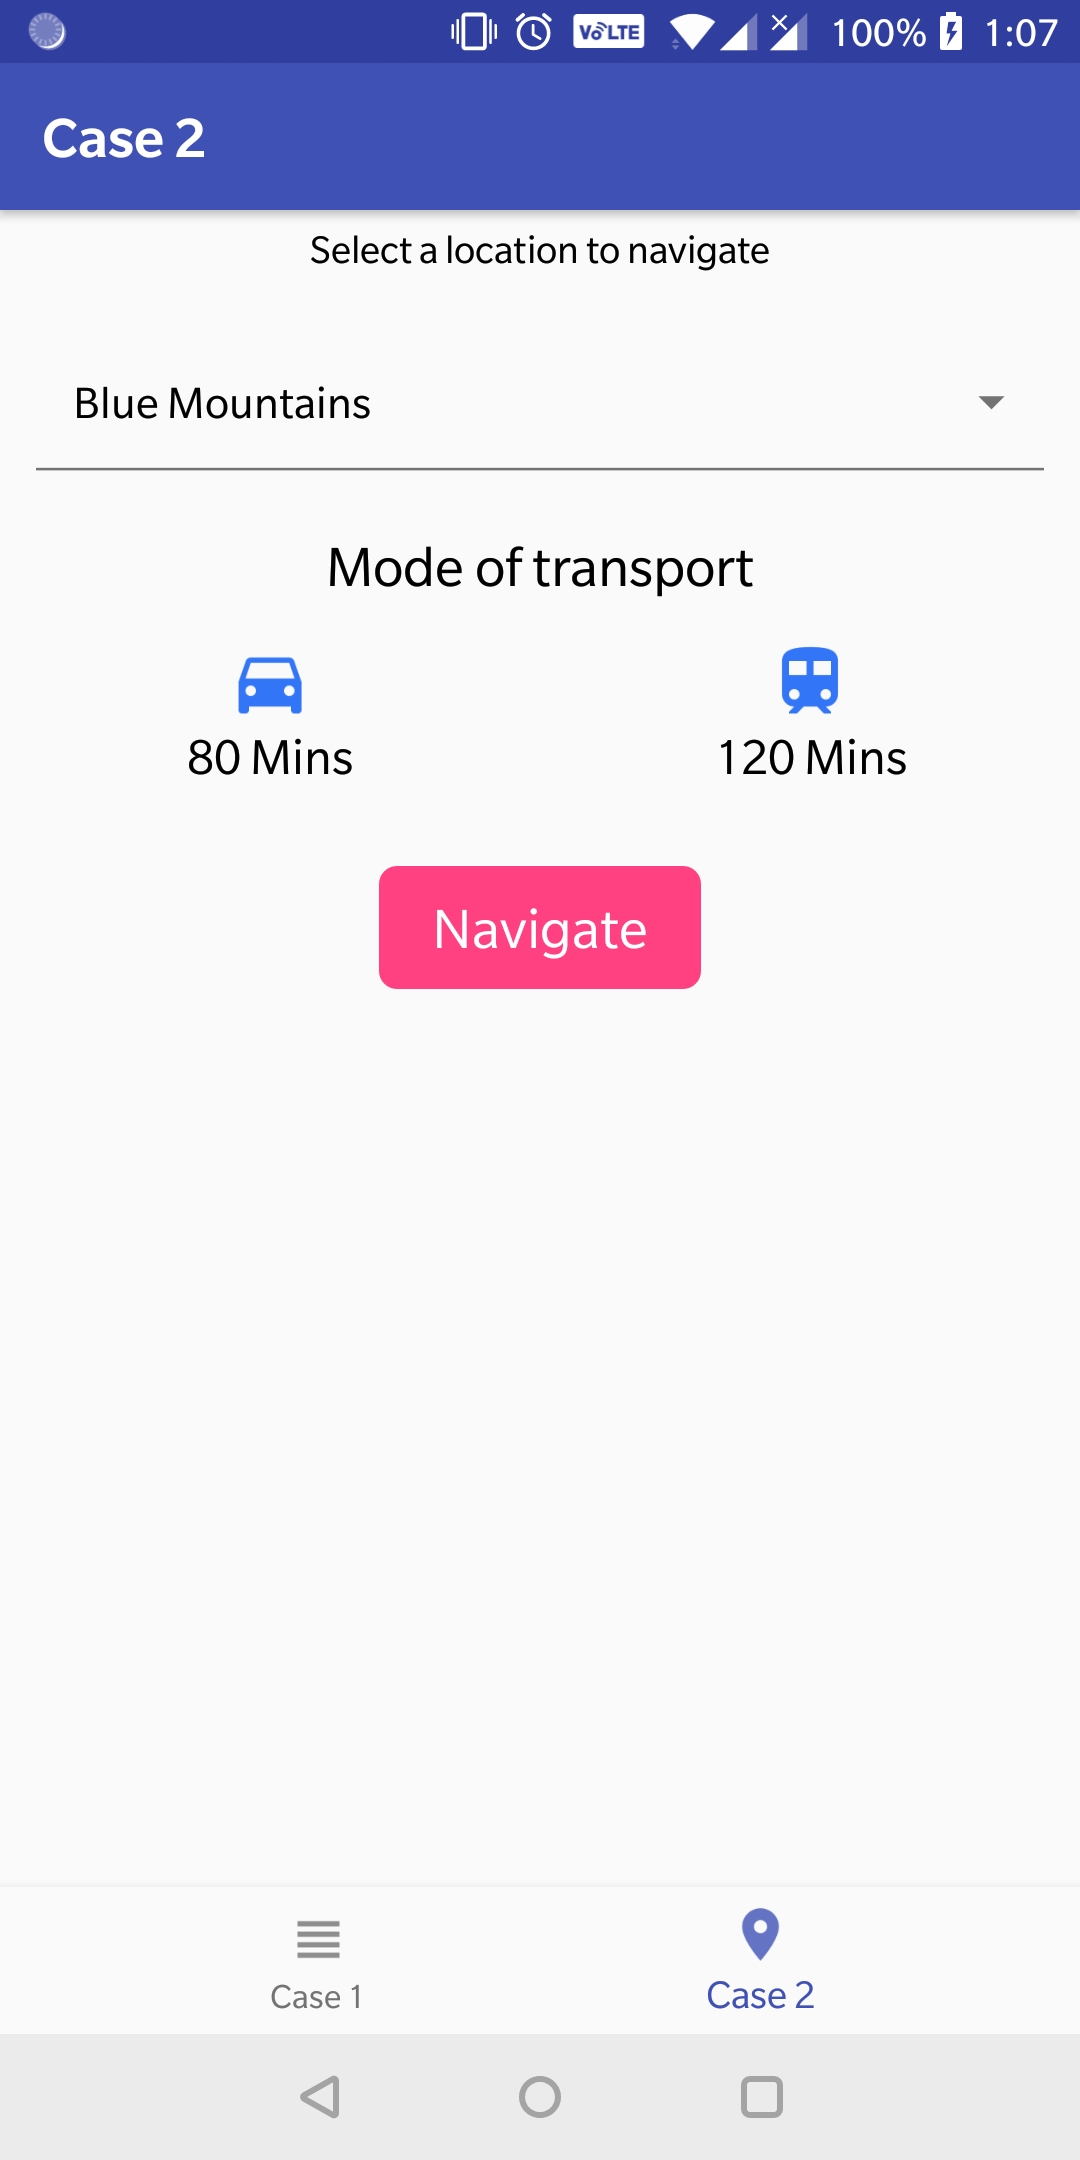 VoLTE 100% 1:07
Case 2
Select a location to navigate
Blue Mountains
Mode of transport
80 Mins 120 Mins
Navigate
Case 1 Case 2